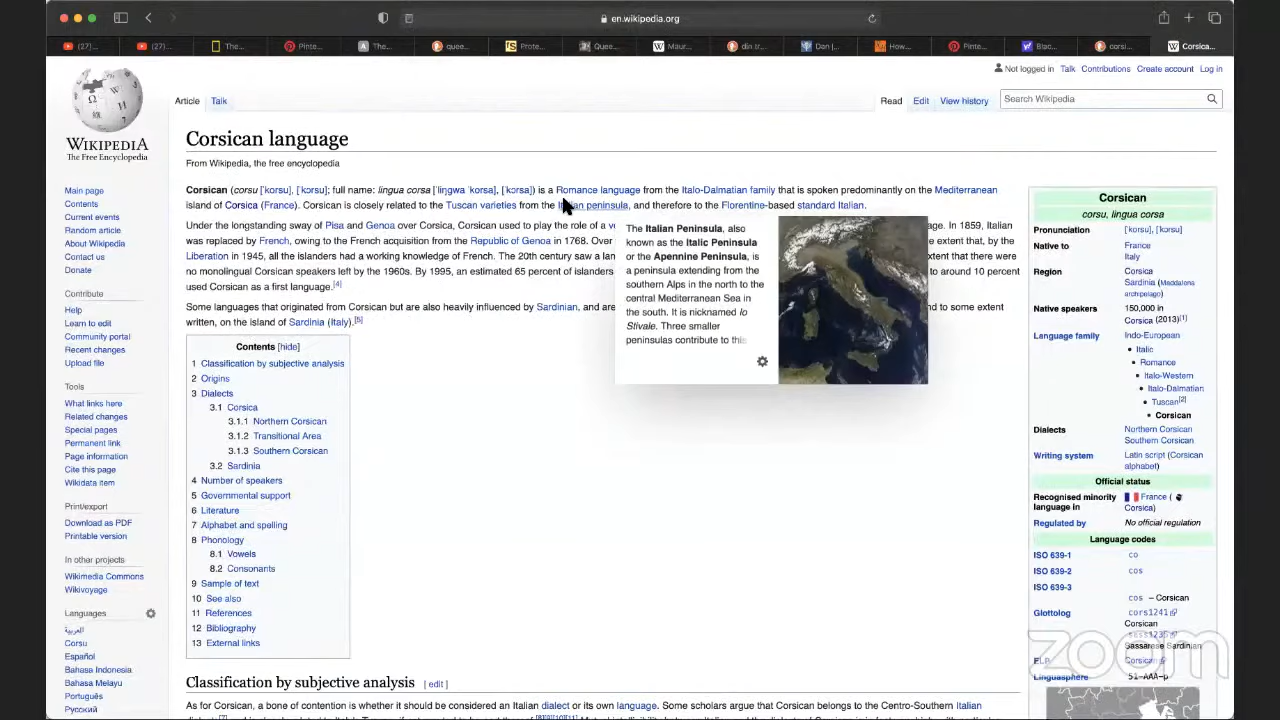 en.wikipedia.org
(27)...
(27)...
The...
Pinte...
The...
quee...
Prote...
Quee...
Maur...
din tr...
Dan |...
How...
Pinte...
Blac...
corsi...
Corsica...
Not logged in Talk Contributions Create account Log in
Article Talk
Read Edit View history
Search Wikipedia
WIKIPEDIA
The Free Encyclopedia
Main page
Contents
Current events
Random article
About Wikipedia
Contact us
Donate
Contribute
Help
Learn to edit
Community portal
Recent changes
Upload file
Tools
What links here
Related changes
Special pages
Permanent link
Page information
Cite this page
Wikidata item
Print/export
Download as PDF
Printable version
In other projects
Wikimedia Commons
Wikivoyage
Languages
العربية
Corsu
Español
Bahasa Indonesia
Bahasa Melayu
Português
Русский
Corsican language
From Wikipedia, the free encyclopedia
Corsican (corsu [ˈkorsu], [ˈkɔrsu]; full name: lingua corsa [ˈliŋɡwa ˈkorsa], [ˈkɔrsa]) is a Romance language from the Italo-Dalmatian family that is spoken predominantly on the Mediterranean
island of Corsica (France). Corsican is closely related to the Tuscan varieties from the peninsula, and therefore to the Florentino-based standard Italian.
Under the longstanding sway of Pisa and Genoa over Corsica, Corsican used to play the role of a age. In 1859, Italian
was replaced by French, owing to the French acquisition from the Republic of Genoa in 1768. Over extent that, by the
Liberation in 1945, all the islanders had a working knowledge of French. The 20th century saw a extent that there were
no monolingual Corsican speakers left by the 1960s. By 1995, an estimated 65 percent of islanders to around 10 percent
used Corsican as a first language.[4]
Some languages that originated from Corsican but are also heavily influenced by Sardinian, and are nd to some extent
written, on the island of Sardinia (Italy).[5]
The Italian Peninsula, also
known as the Italic Peninsula
or the Apennine Peninsula, is
a peninsula extending from the
southern Alps in the north to the
central Mediterranean Sea in
the south. It is nicknamed lo
Stivale. Three smaller
peninsulas contribute to this
Contents [hide]
1 Classification by subjective analysis
2 Origins
3 Dialects
3.1 Corsica
3.1.1 Northern Corsican
3.1.2 Transitional Area
3.1.3 Southern Corsican
3.2 Sardinia
4 Number of speakers
5 Governmental support
6 Literature
7 Alphabet and spelling
8 Phonology
8.1 Vowels
8.2 Consonants
9 Sample of text
10 See also
11 References
12 Bibliography
13 External links
Classification by subjective analysis [ edit ]
As for Corsican, a bone of contention is whether it should be considered an Italian dialect or its own language. Some scholars argue that Corsican belongs to the Centro-Southern Italian
Corsican
corsu, lingua corsa
Pronunciation [ˈkorsu], [ˈkɔrsu]
Native to France
Italy
Region Corsica
Sardinia (Maddalena
archipelago)
Native speakers 150,000 in
Corsica (2013)[1]
Language family Indo-European
Italic
Romance
Italo-Western
Italo-Dalmatian
Tuscan[2]
Corsican
Dialects Northern Corsican
Southern Corsican
Writing system Latin script (Corsican
alphabet)
Official status
Recognised minority
language in France (
Corsica)
Regulated by No official regulation
Language codes
ISO 639-1 co
ISO 639-2 cos
ISO 639-3
cos – Corsican
Glottolog cors1241
Corsican
sass1235
Sassarese Sardinian
ELP Corsican
Linguasphere 51-AAA-p
zoom